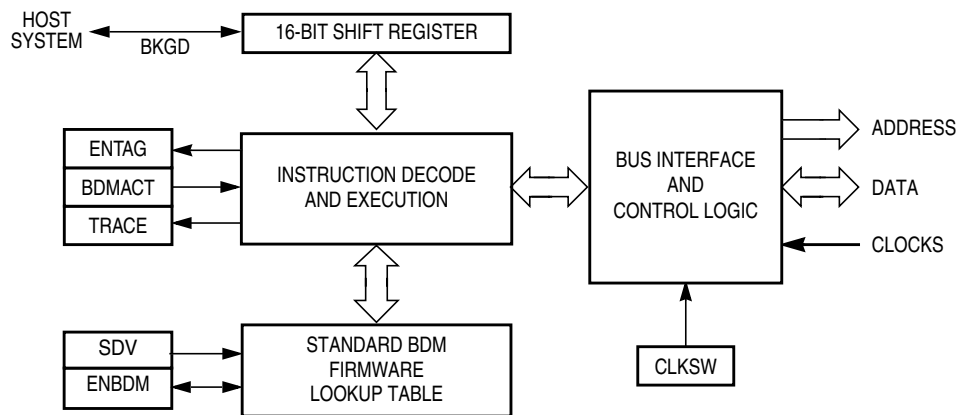 HOST
SYSTEM
BKGD
16-BIT SHIFT REGISTER
ENTAG
BDMACT
TRACE
INSTRUCTION DECODE
AND EXECUTION
BUS INTERFACE
AND
CONTROL LOGIC
ADDRESS
DATA
CLOCKS
SDV
ENBDM
STANDARD BDM
FIRMWARE
LOOKUP TABLE
CLKSW